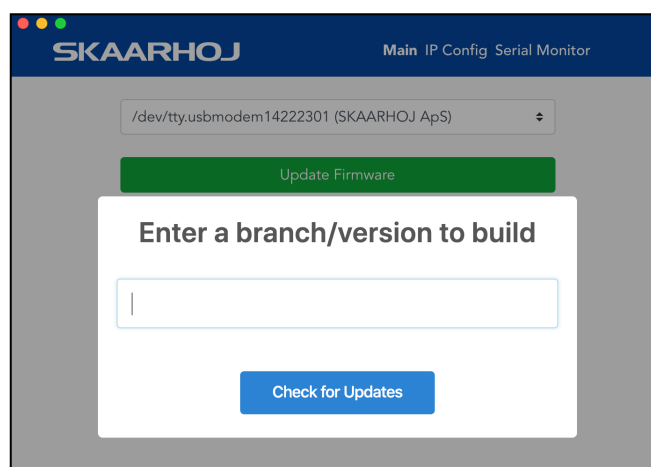 SKAARHOJ
Main IP Config Serial Monitor
/dev/tty.usbmodem14222301 (SKAARHOJ ApS)
Update Firmware
Enter a branch/version to build
Check for Updates